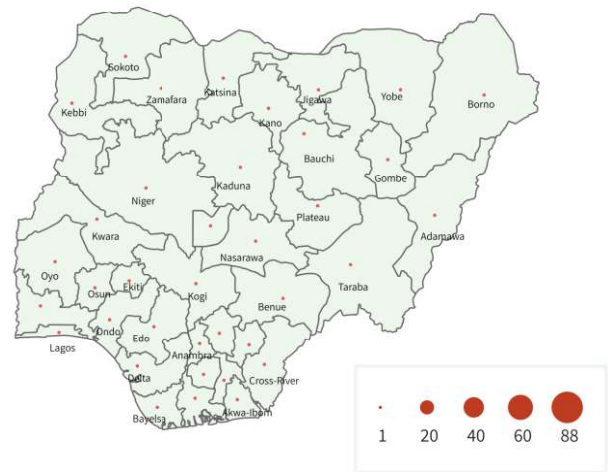 Sokoto
Zamafara
Katsina
Jigawa
Yobe
Borno
Kebbi
Kano
Bauchi
Gombe
Kaduna
Niger
Plateau
Kwara
Adamawa
Nasarawa
Oyo
Taraba
Ekiti
Osun
Kogi
Benue
Ondo
Edo
Lagos
Anambra
Delta
Cross-River
Bayelsa
Akwa-Ibom
1 20 40 60 88